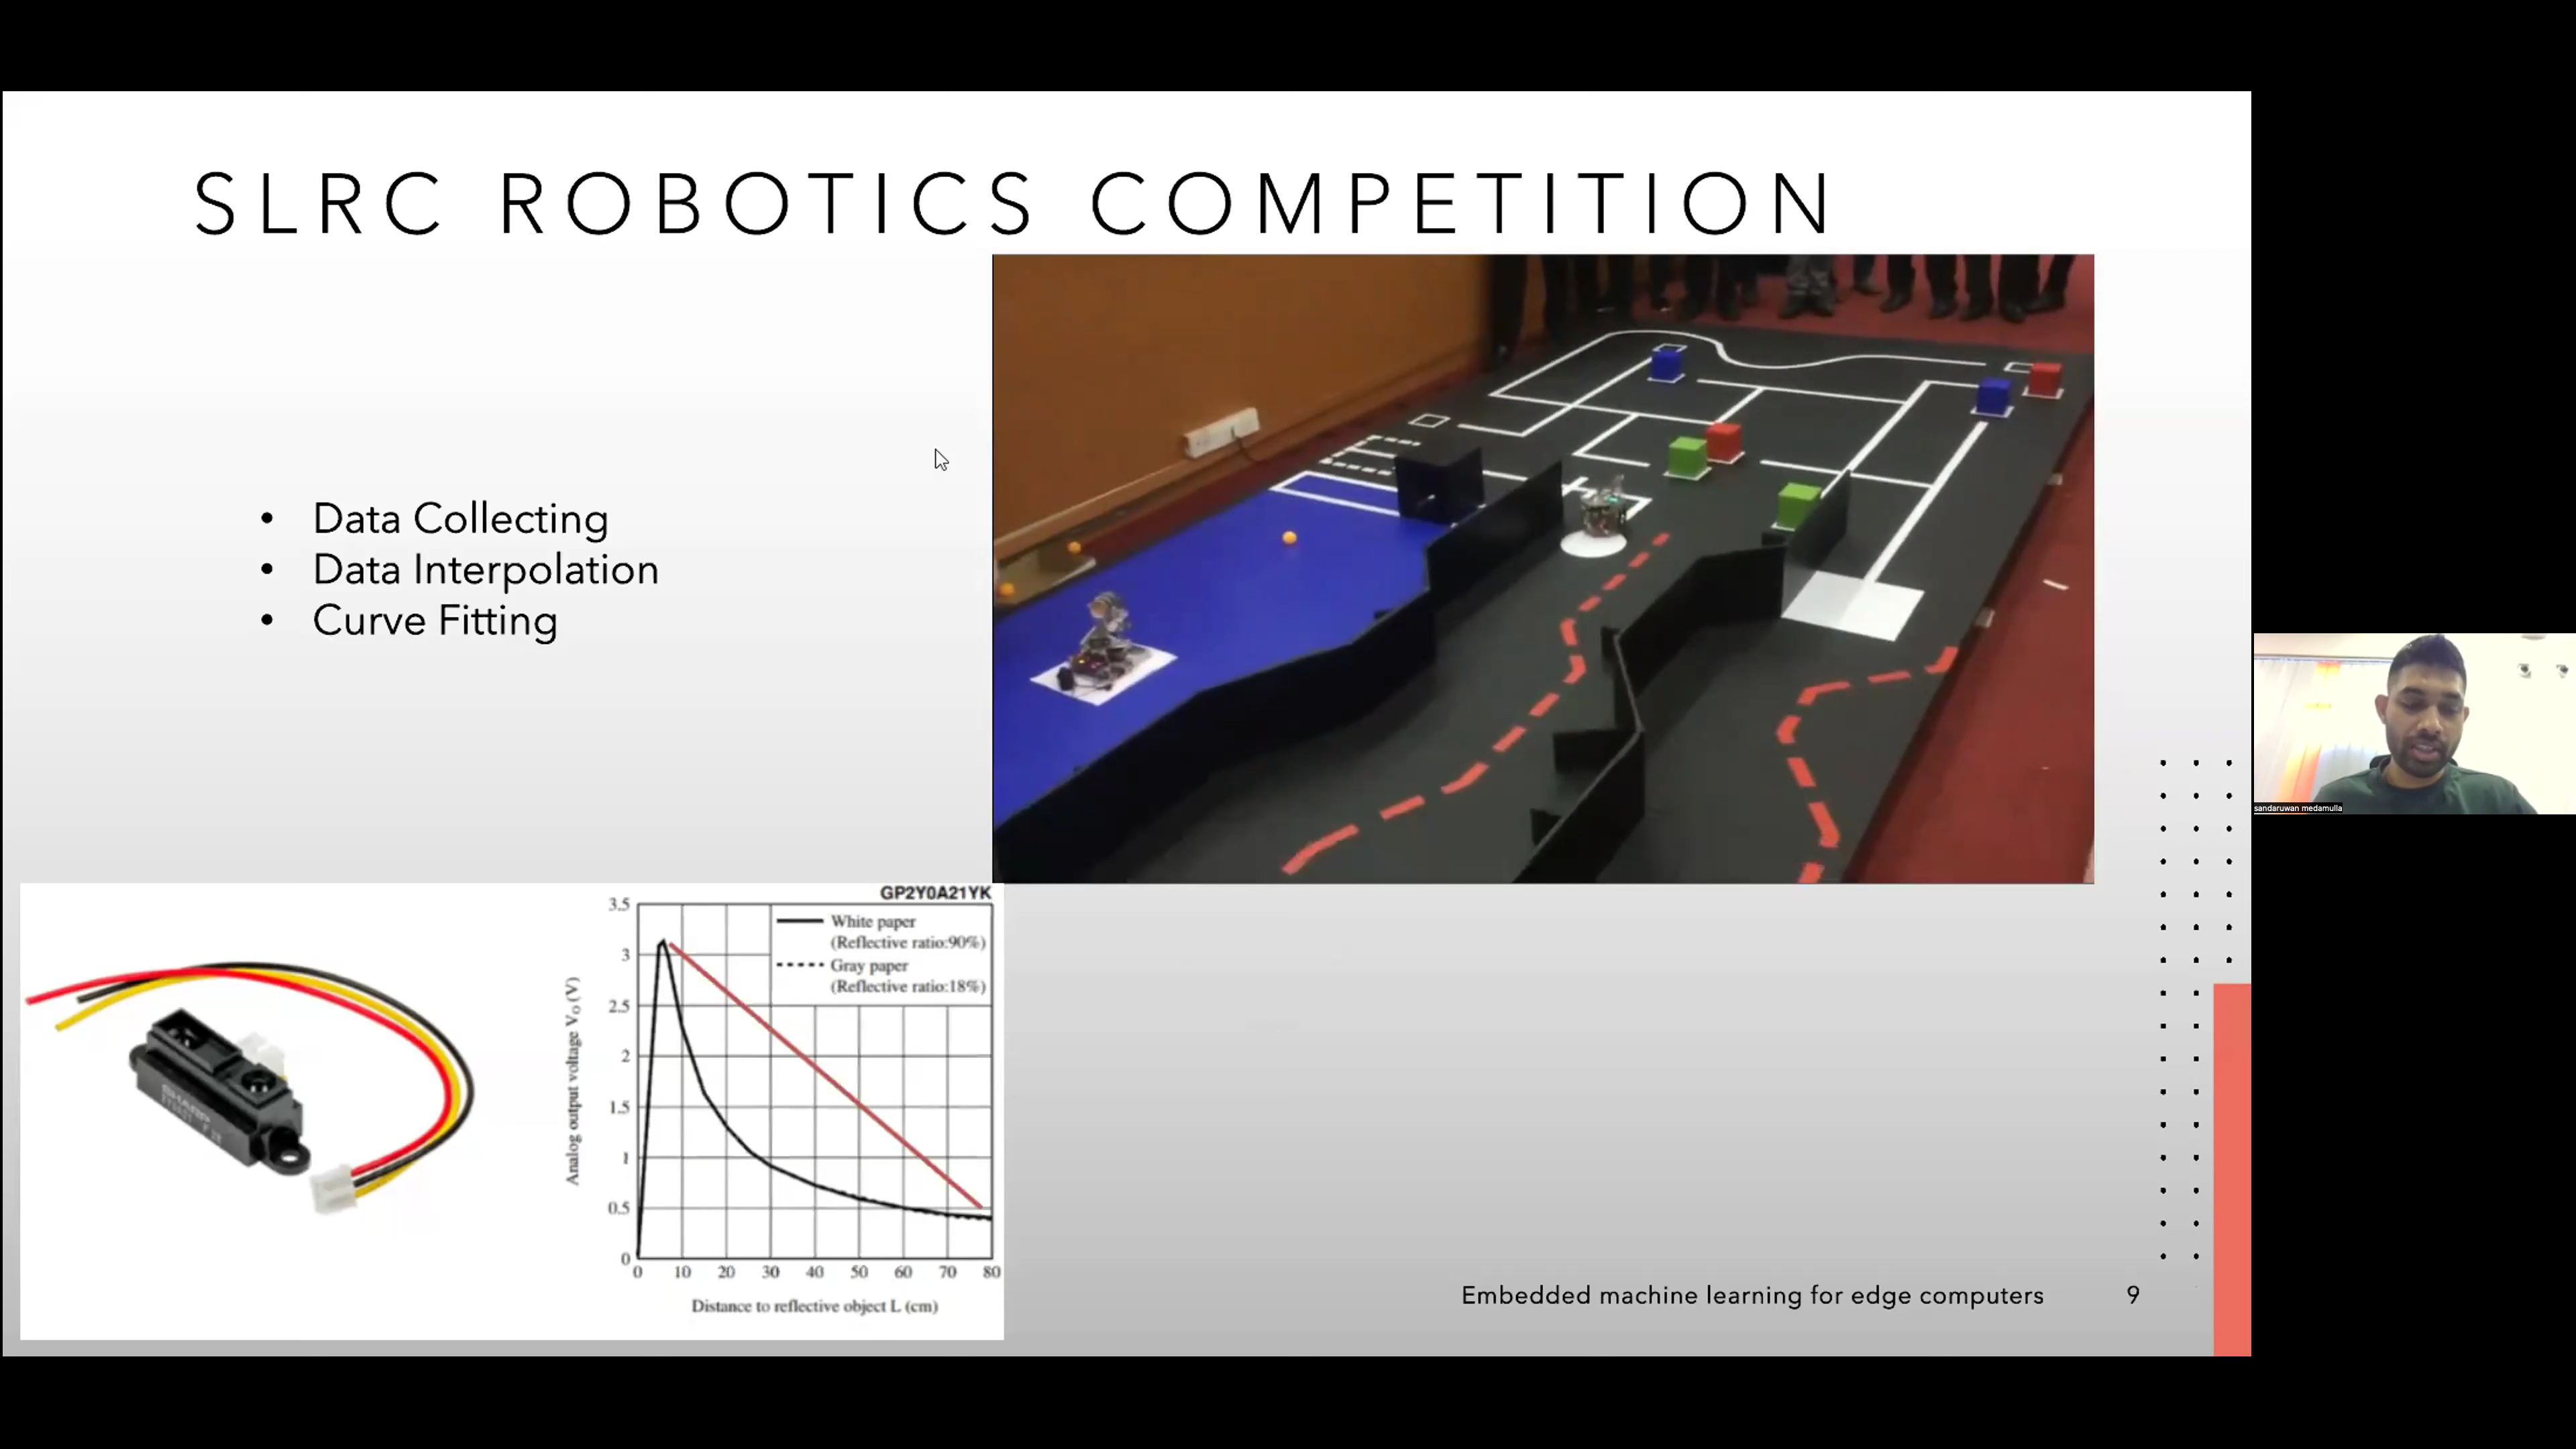 SLRC ROBOTICS COMPETITION
• Data Collecting
• Data Interpolation
• Curve Fitting
sandaruwan medamulla
GP2Y0A21YK
White paper
(Reflective ratio:90%)
Gray paper
(Reflective ratio:18%)
3.5
3
2.5
2
1.5
1
0.5
0
Analog output voltage VO (V)
0 10 20 30 40 50 60 70 80
Distance to reflective object L (cm)
SHARP
Embedded machine learning for edge computers 9